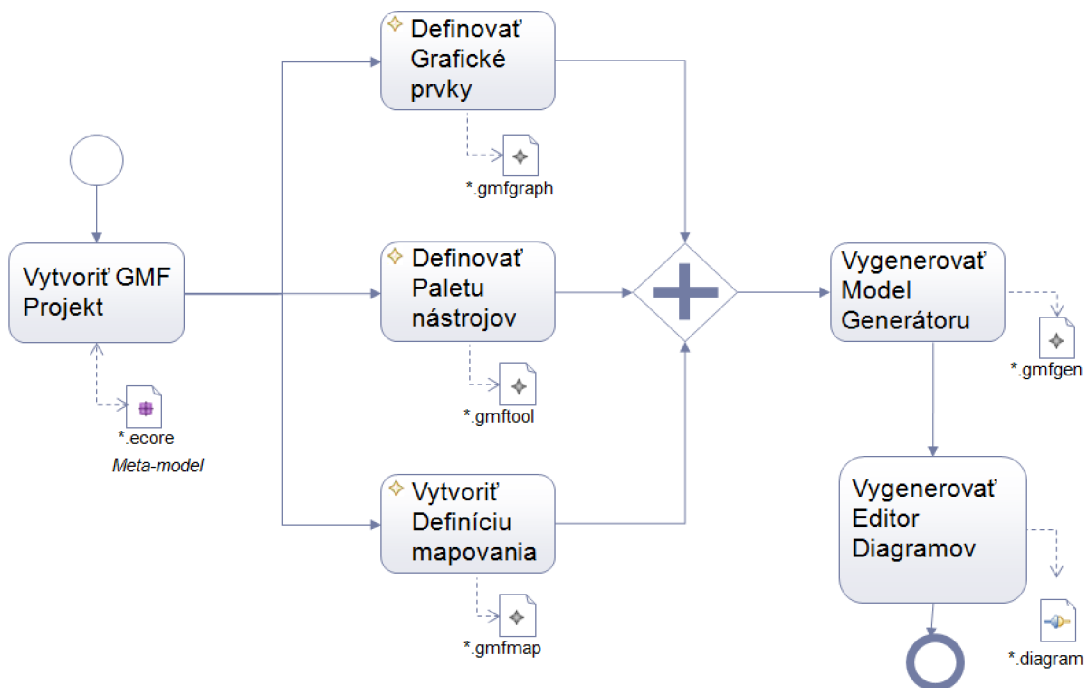 Definovať
Grafické
prvky
*.gmfgraph
Vytvoriť GMF
Projekt
*.ecore
Meta-model
Definovať
Paletu
nástrojov
*.gmftool
Vytvoriť
Definíciu
mapovania
*.gmfmap
Vygenerovať
Model
Generátoru
*.gmfgen
Vygenerovať
Editor
Diagramov
*.diagram